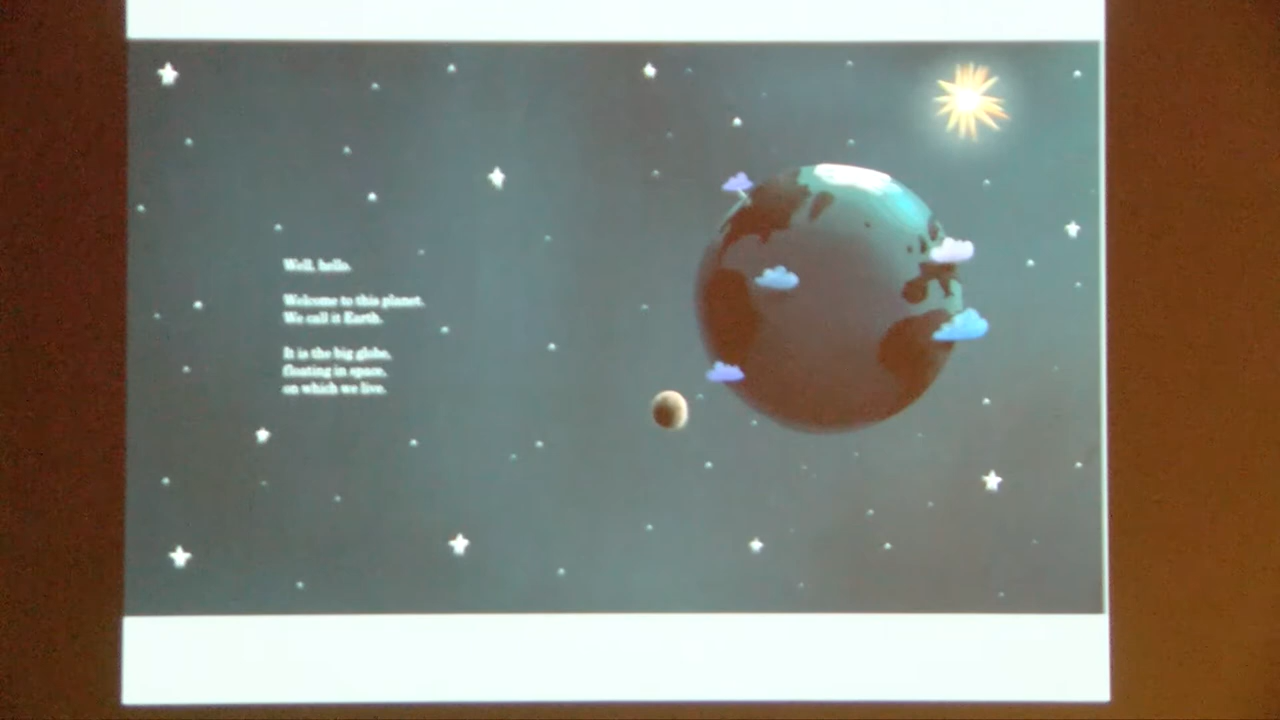 Well, hello.
Welcome to this planet.
We call it Earth.
It is the big globe,
floating in space,
on which we live.